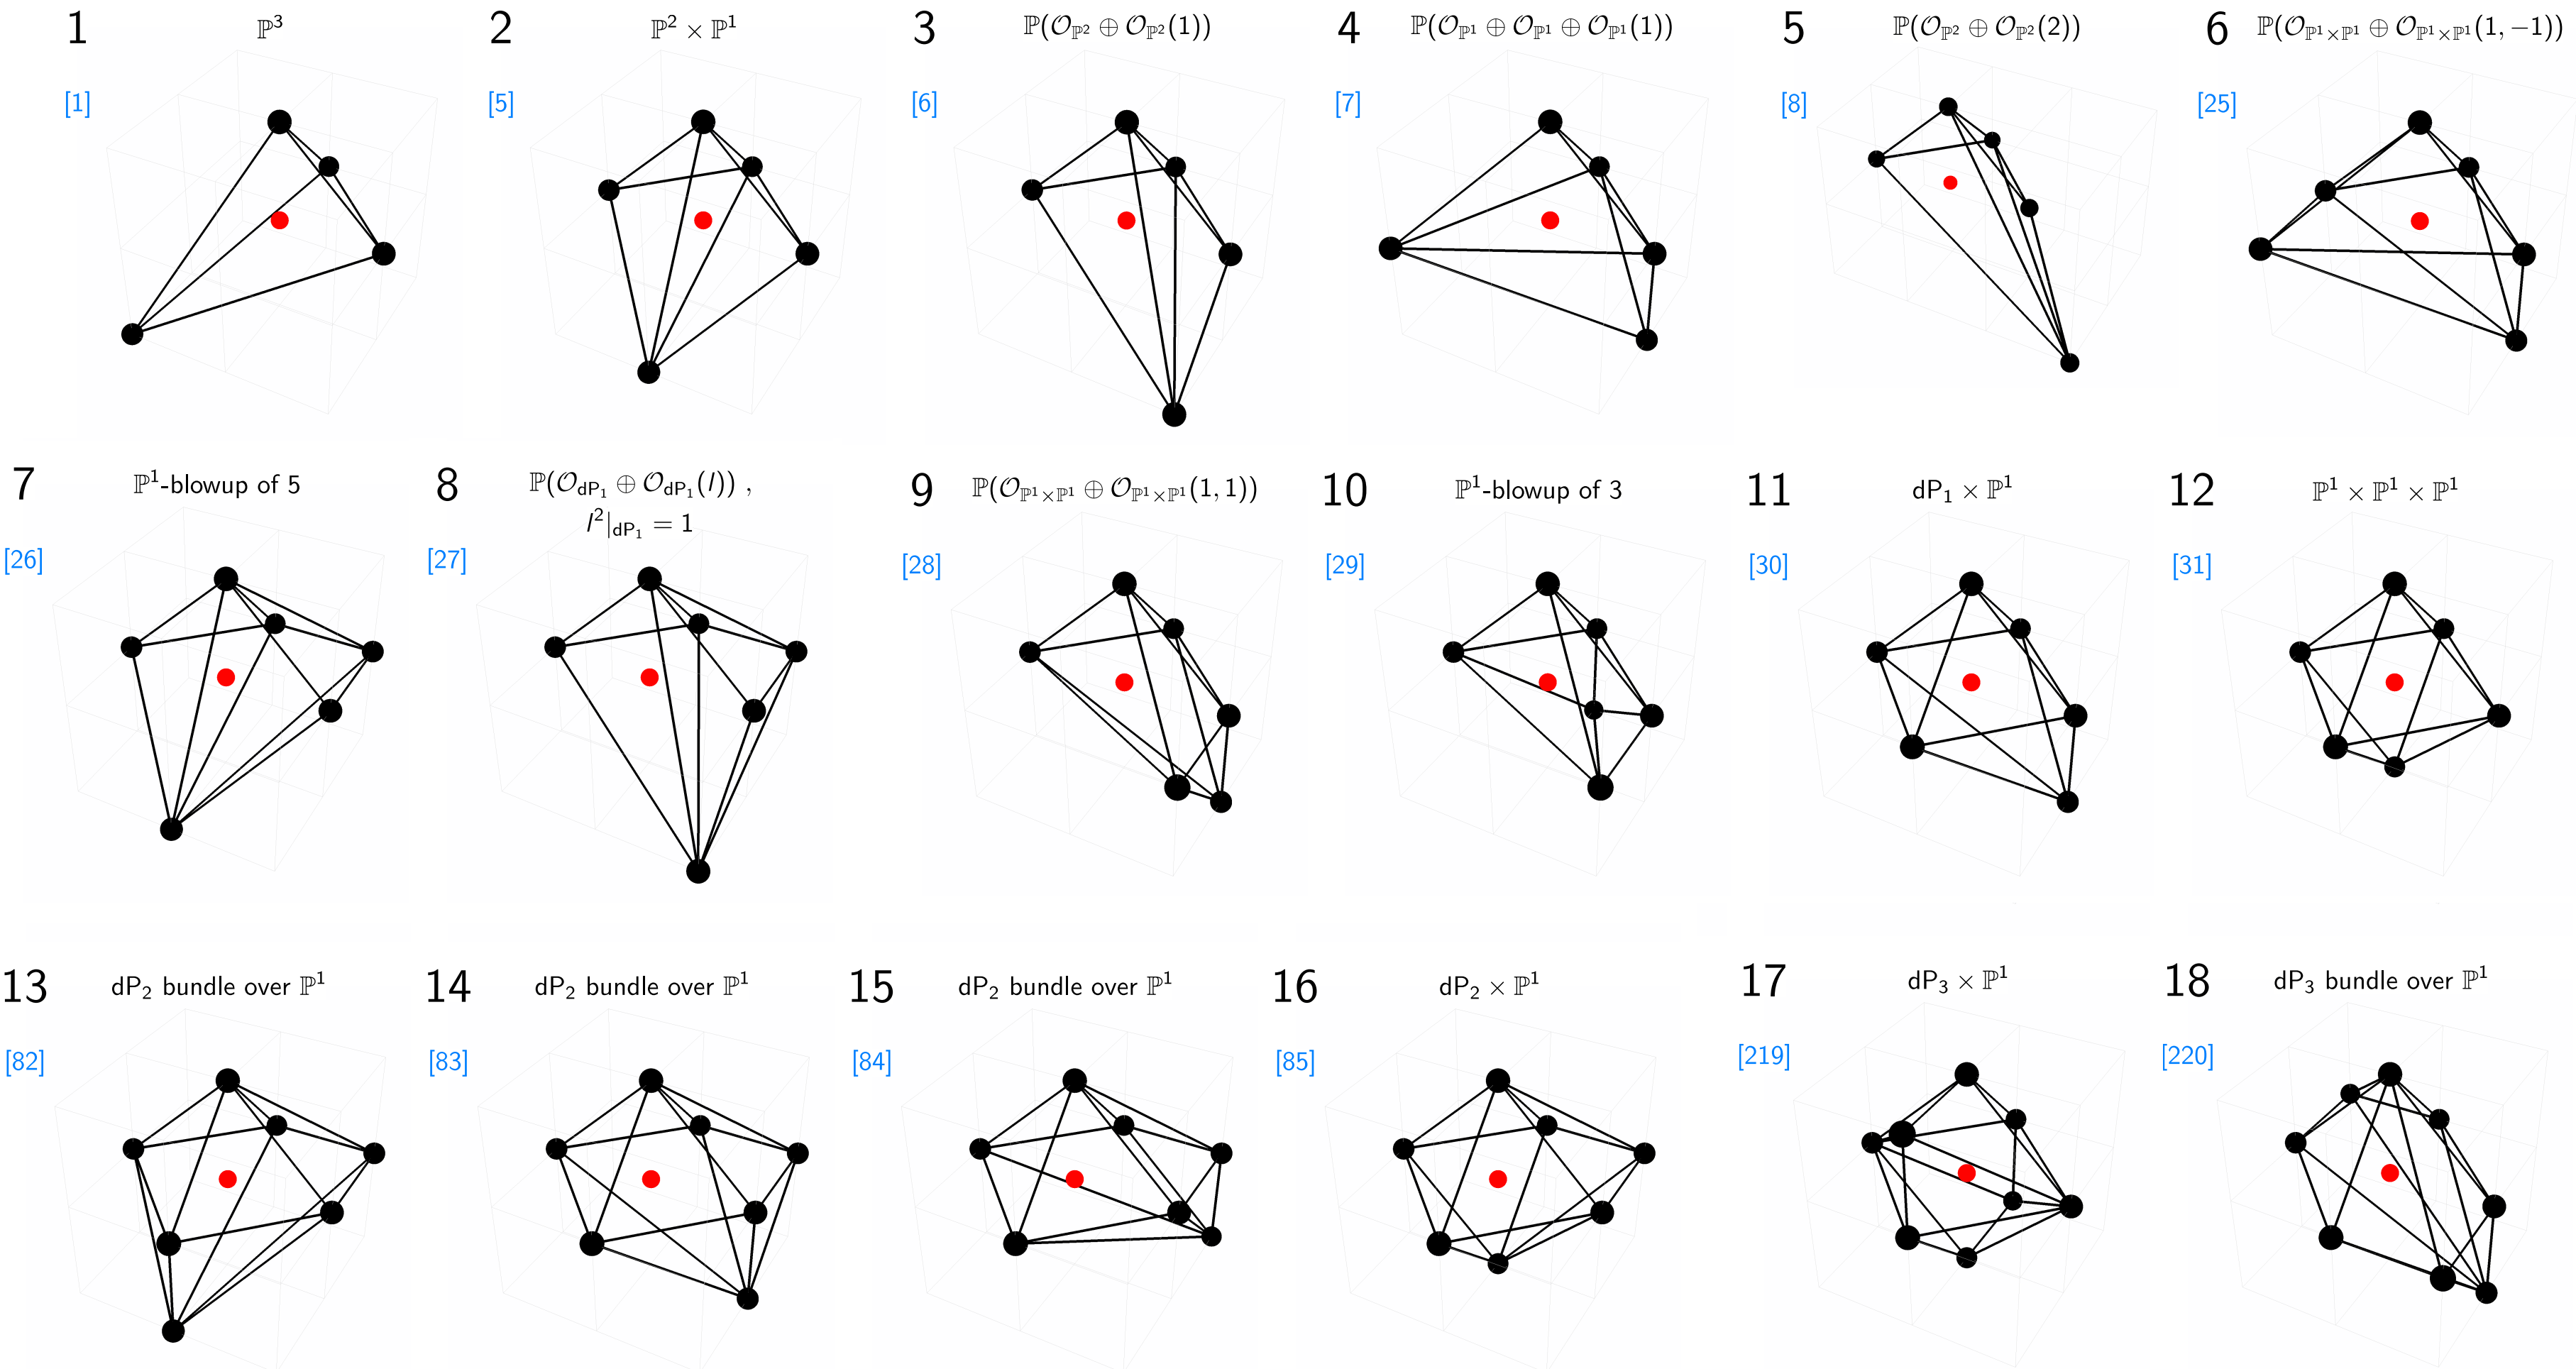 1 ℙ³
[1]
2 ℙ² × ℙ¹
[5]
3 ℙ(𝒪_ℙ² ⊕ 𝒪_ℙ²(1))
[6]
4 ℙ(𝒪_ℙ¹ ⊕ 𝒪_ℙ¹ ⊕ 𝒪_ℙ¹(1))
[7]
5 ℙ(𝒪_ℙ² ⊕ 𝒪_ℙ²(2))
[8]
6 ℙ(𝒪_ℙ¹×ℙ¹ ⊕ 𝒪_ℙ¹×ℙ¹(1, −1))
[25]
7 ℙ¹-blowup of 5
[26]
8 ℙ(𝒪_dP₁ ⊕ 𝒪_dP₁(l)) ,
l²|_dP₁ = 1
[27]
9 ℙ(𝒪_ℙ¹×ℙ¹ ⊕ 𝒪_ℙ¹×ℙ¹(1, 1))
[28]
10 ℙ¹-blowup of 3
[29]
11 dP₁ × ℙ¹
[30]
12 ℙ¹ × ℙ¹ × ℙ¹
[31]
13 dP₂ bundle over ℙ¹
[82]
14 dP₂ bundle over ℙ¹
[83]
15 dP₂ bundle over ℙ¹
[84]
16 dP₂ × ℙ¹
[85]
17 dP₃ × ℙ¹
[219]
18 dP₃ bundle over ℙ¹
[220]